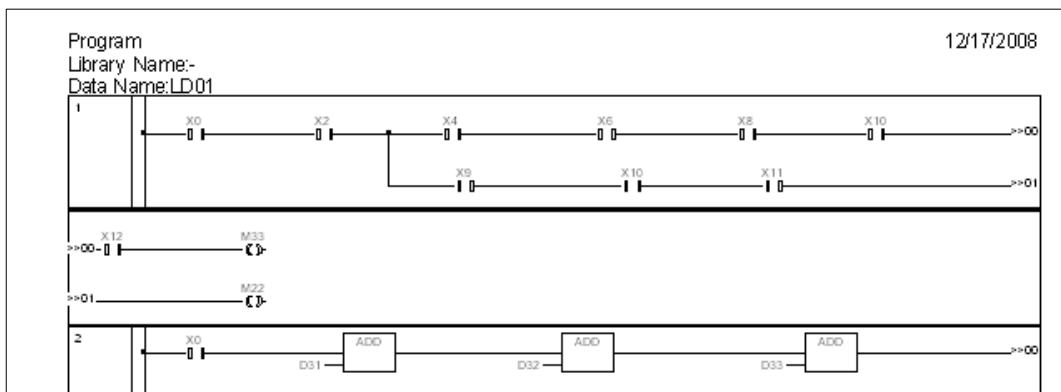 Program 12/17/2008
Library Name:-
Data Name:LD01
1
X0 X2 X4 X6 X8 X10
>>00
X9 X10 X11
>>01
X12 M33
>>00
M22
>>01
2
X0 ADD ADD ADD
>>00
D31 D32 D33